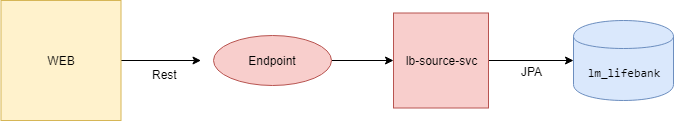 WEB
Rest
Endpoint
lb-source-svc
JPA
lm_lifebank